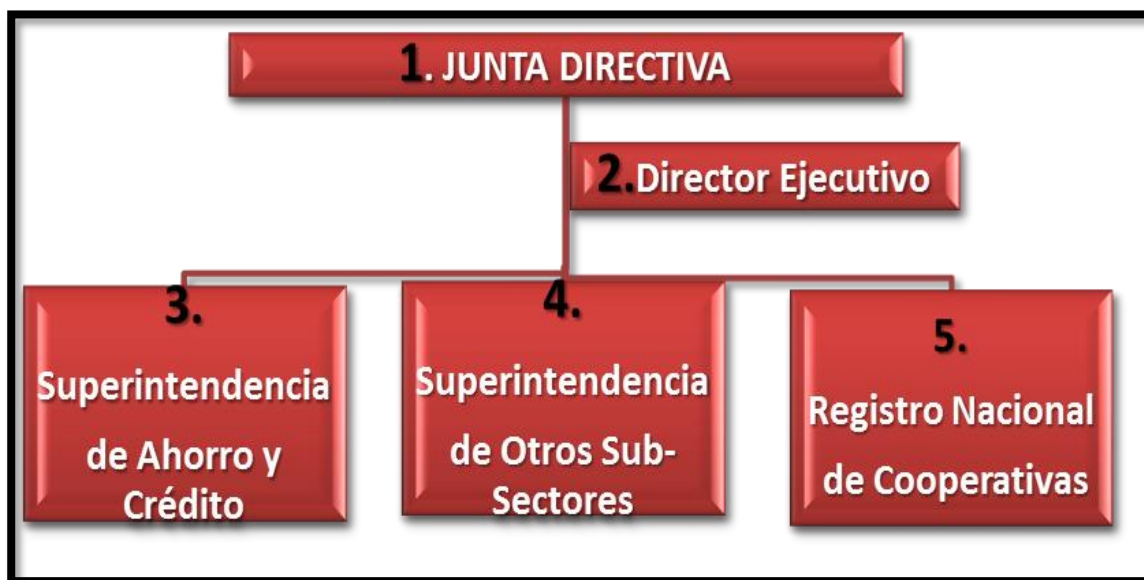 1. JUNTA DIRECTIVA
2.Director Ejecutivo
3.
Superintendencia
de Ahorro y
Crédito
4.
Superintendencia
de Otros Sub-
Sectores
5.
Registro Nacional
de Cooperativas